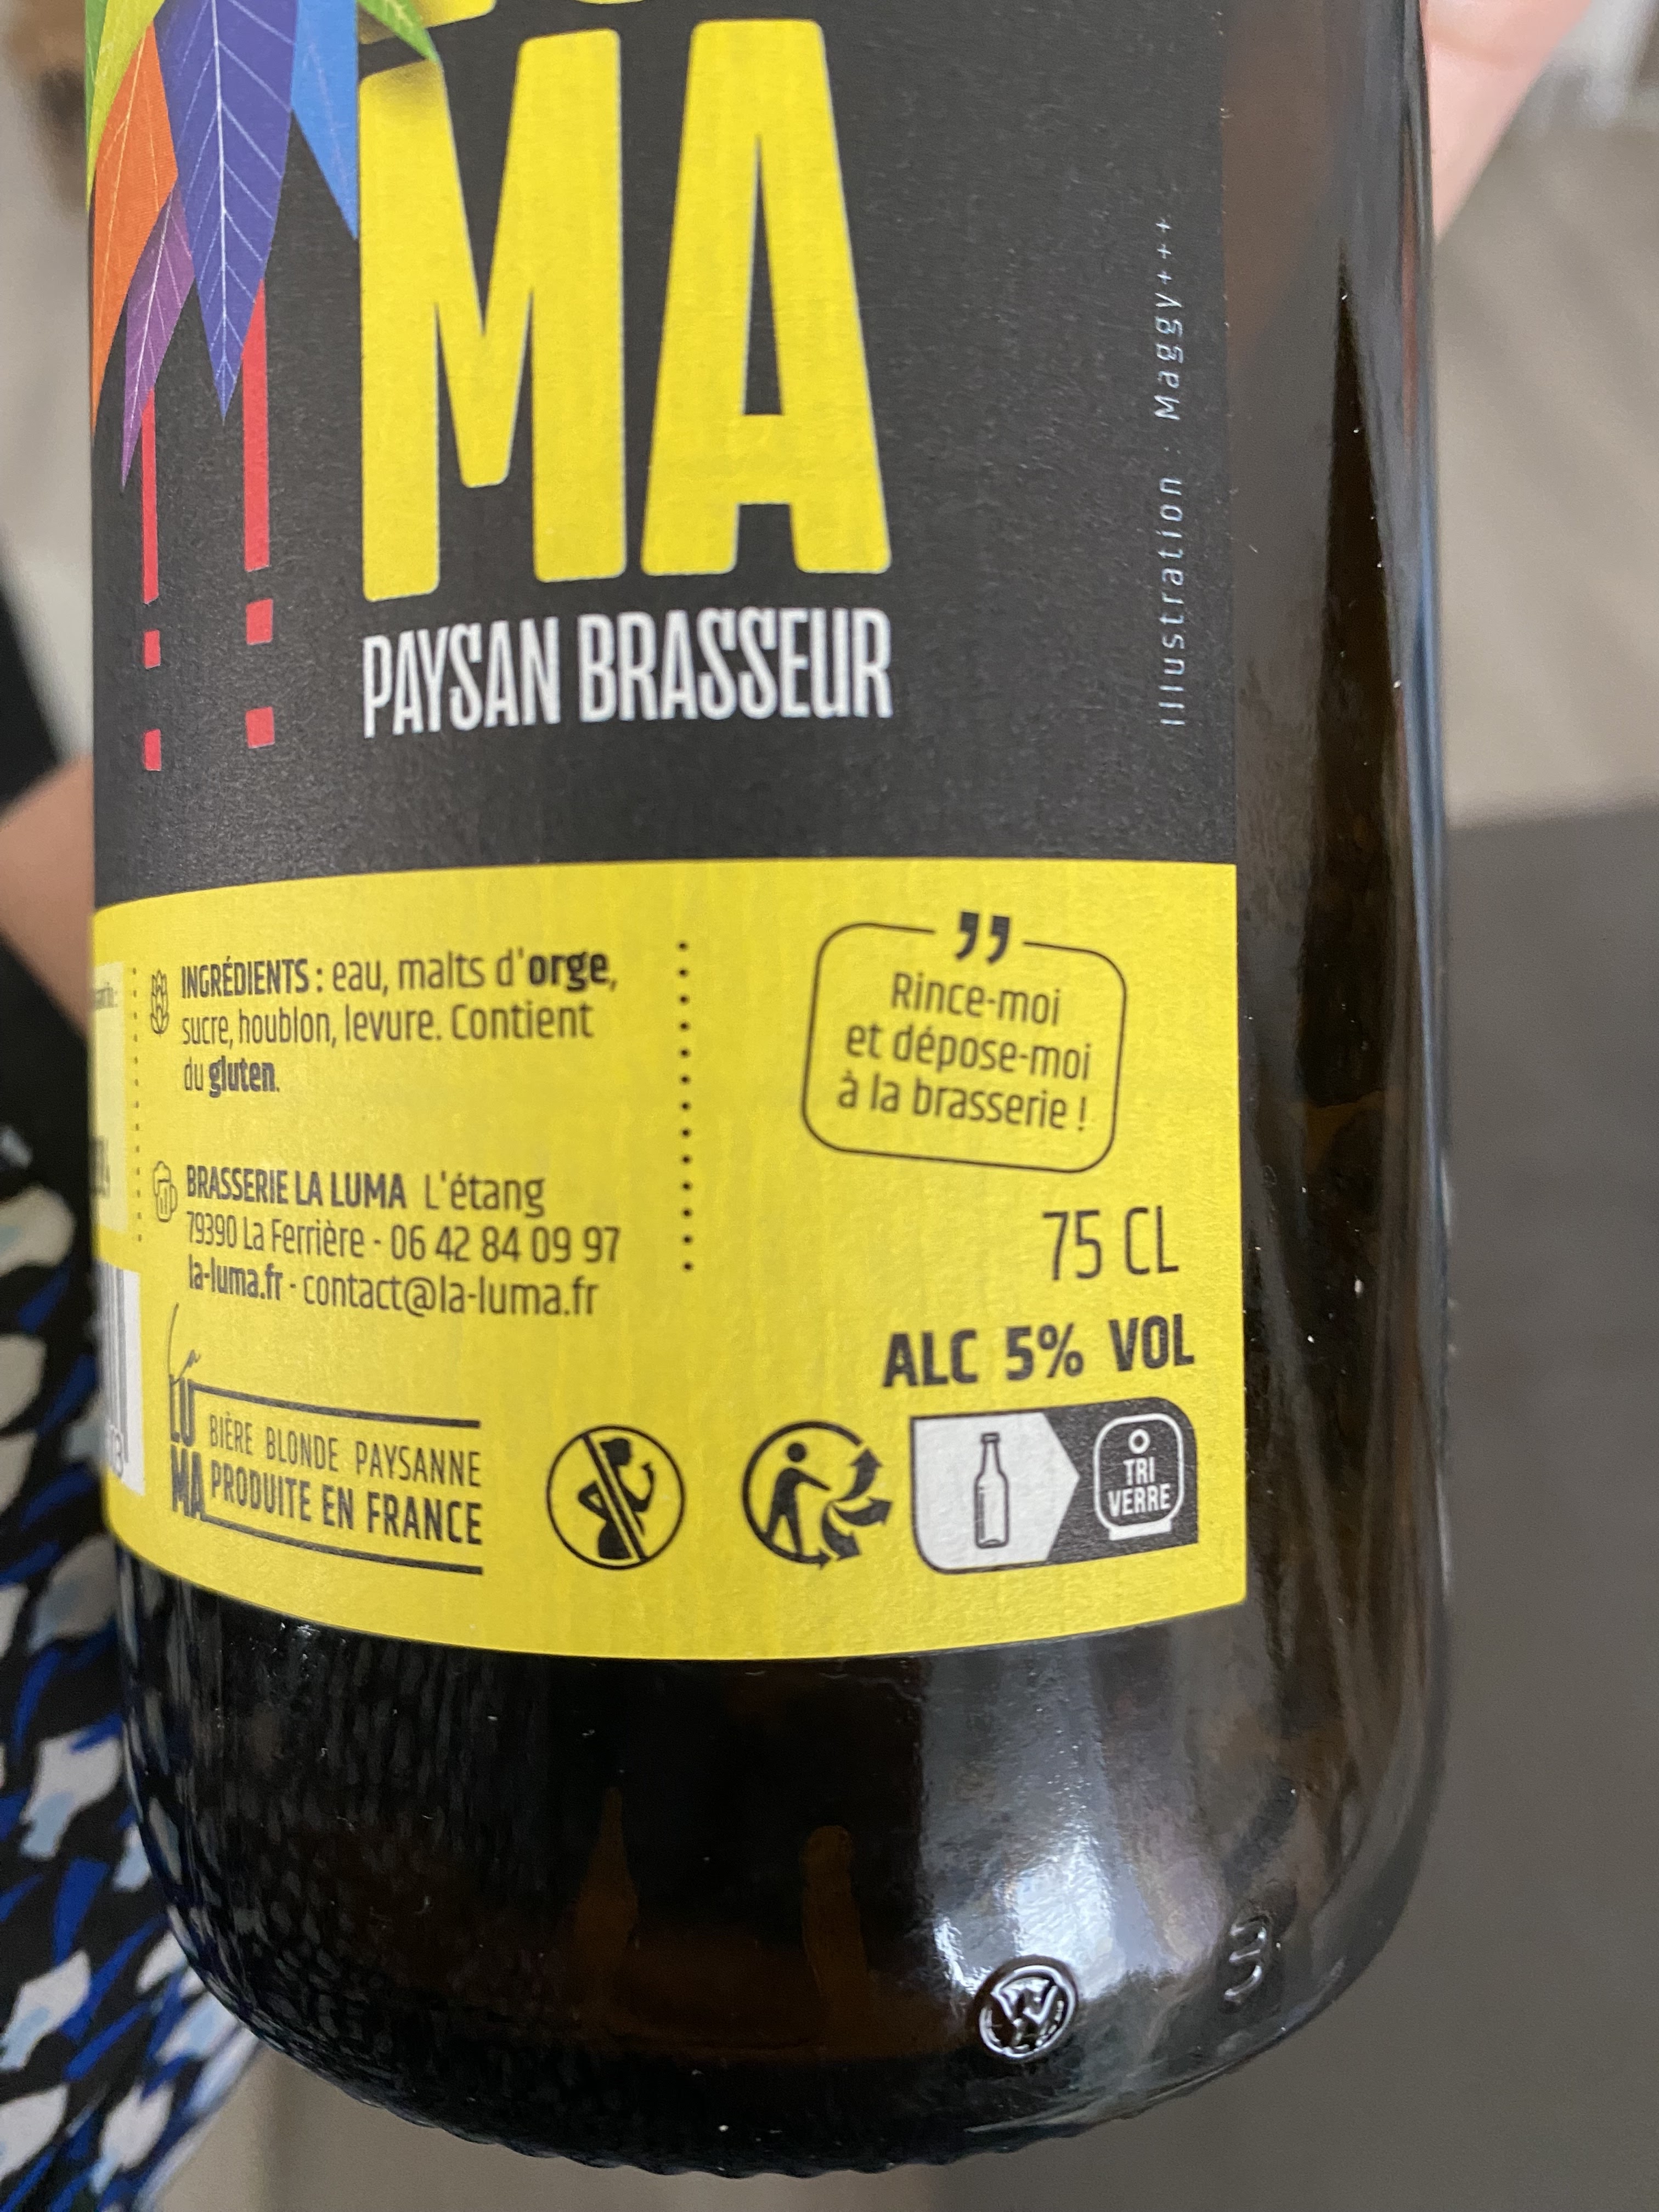 MA
PAYSAN BRASSEUR
Illustration : Maggy+++
INGRÉDIENTS : eau, malts d'orge,
sucre, houblon, levure. Contient
du gluten.
BRASSERIE LA LUMA L'étang
79390 La Ferrière - 06 42 84 09 97
la-luma.fr - contact@la-luma.fr
La
LU
MA
BIÈRE BLONDE PAYSANNE
PRODUITE EN FRANCE
”
Rince-moi
et dépose-moi
à la brasserie !
75 CL
ALC 5% VOL
TRI
VERRE
3